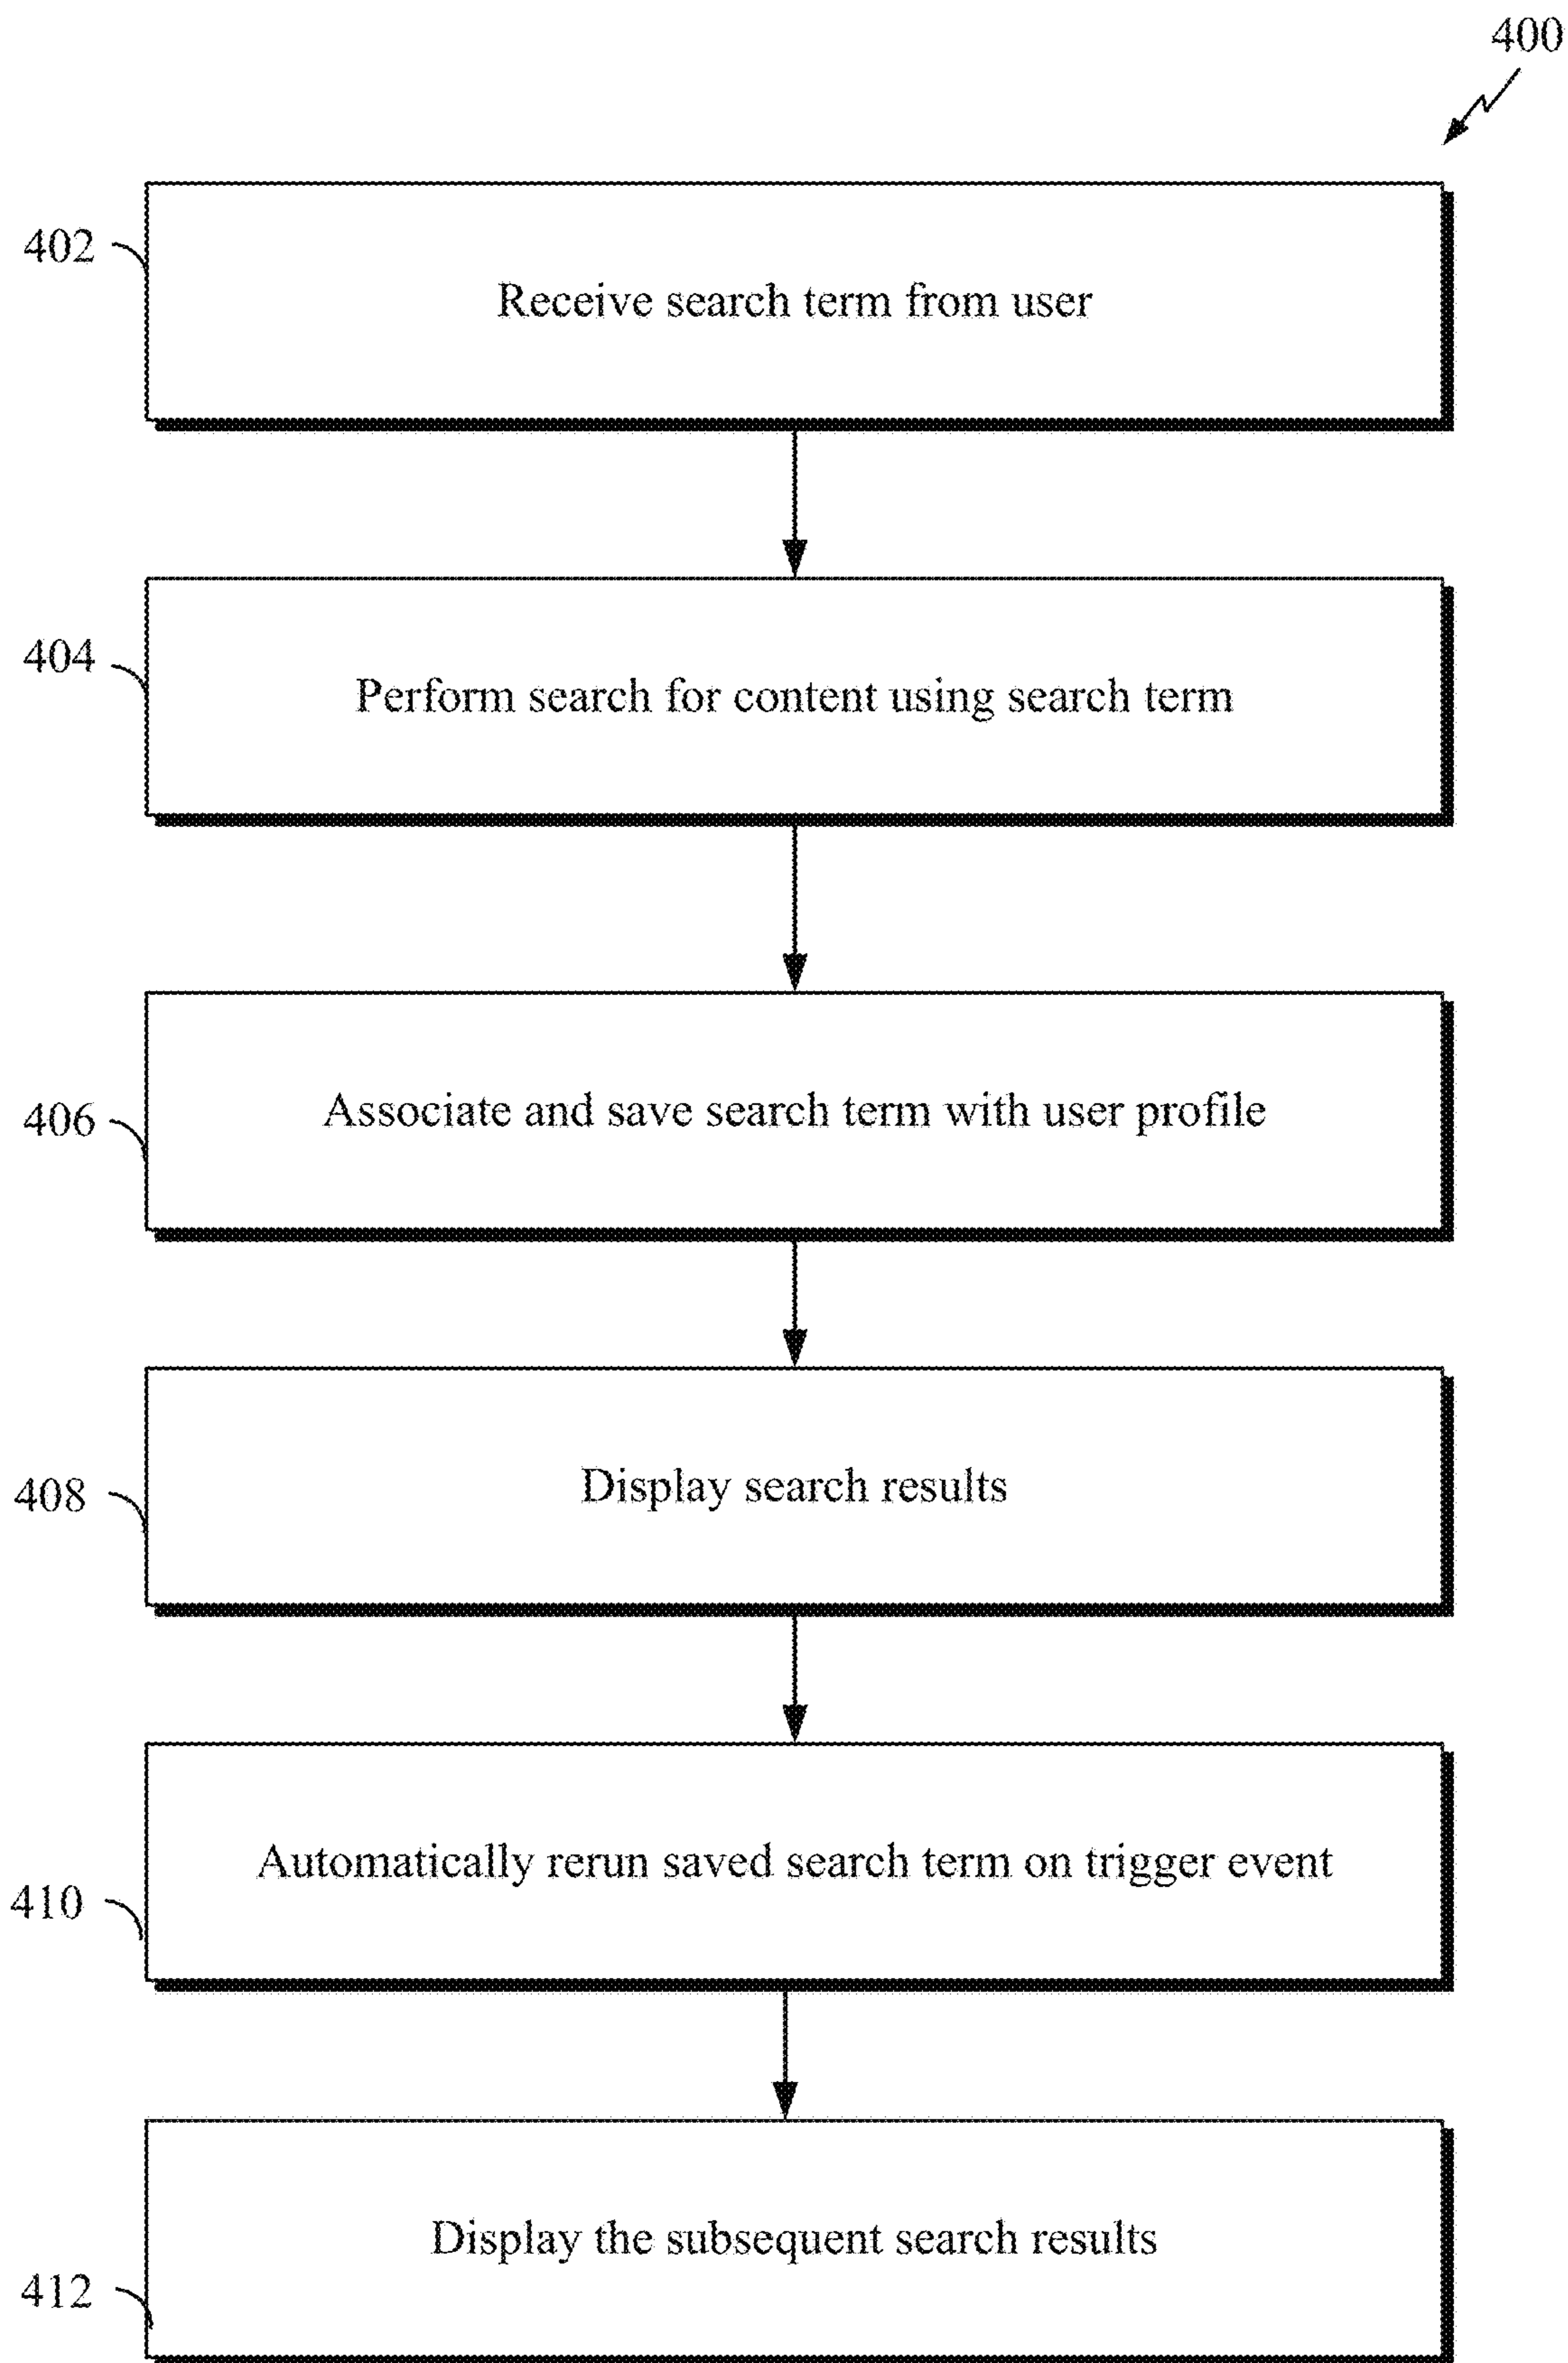 400
402
Receive search term from user
404
Perform search for content using search term
406
Associate and save search term with user profile
408
Display search results
410
Automatically rerun saved search term on trigger event
412
Display the subsequent search results